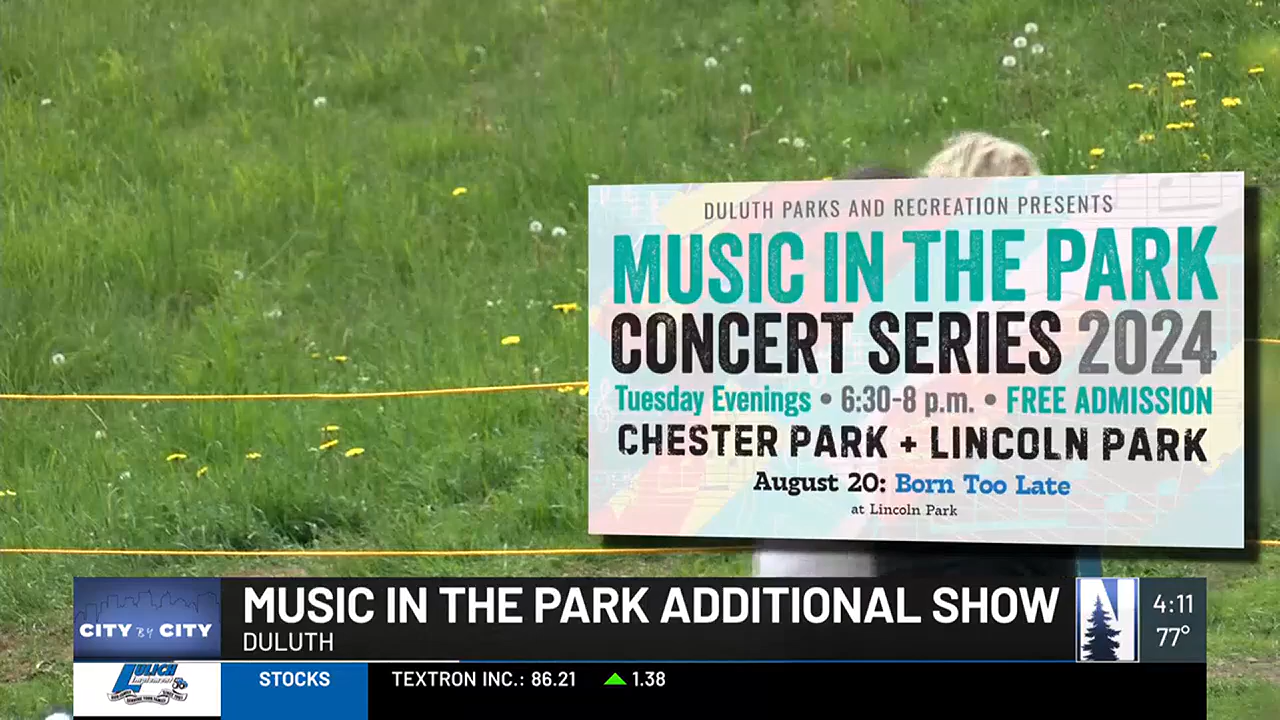 DULUTH PARKS AND RECREATION PRESENTS
MUSIC IN THE PARK
CONCERT SERIES 2024
Tuesday Evenings • 6:30-8 p.m. • FREE ADMISSION
CHESTER PARK + LINCOLN PARK
August 20: Born Too Late
at Lincoln Park
CITY BY CITY
MUSIC IN THE PARK ADDITIONAL SHOW
DULUTH
N
4:11
77°
STOCKS
TEXTRON INC.: 86.21 ▲ 1.38